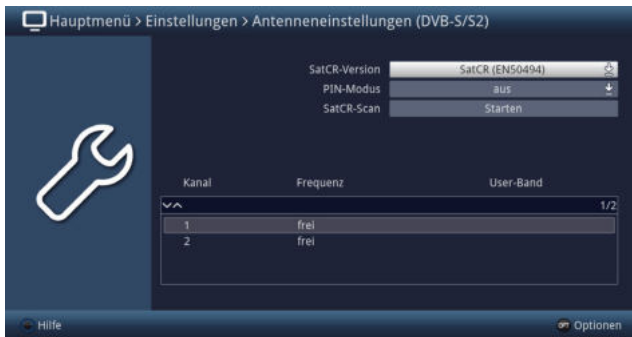 Hauptmenü > Einstellungen > Antenneneinstellungen (DVB-S/S2)
SatCR-Version SatCR (EN50494)
PIN-Modus aus
SatCR-Scan Starten
Kanal Frequenz User-Band
1/2
1 frei
2 frei
Hilfe OPT Optionen